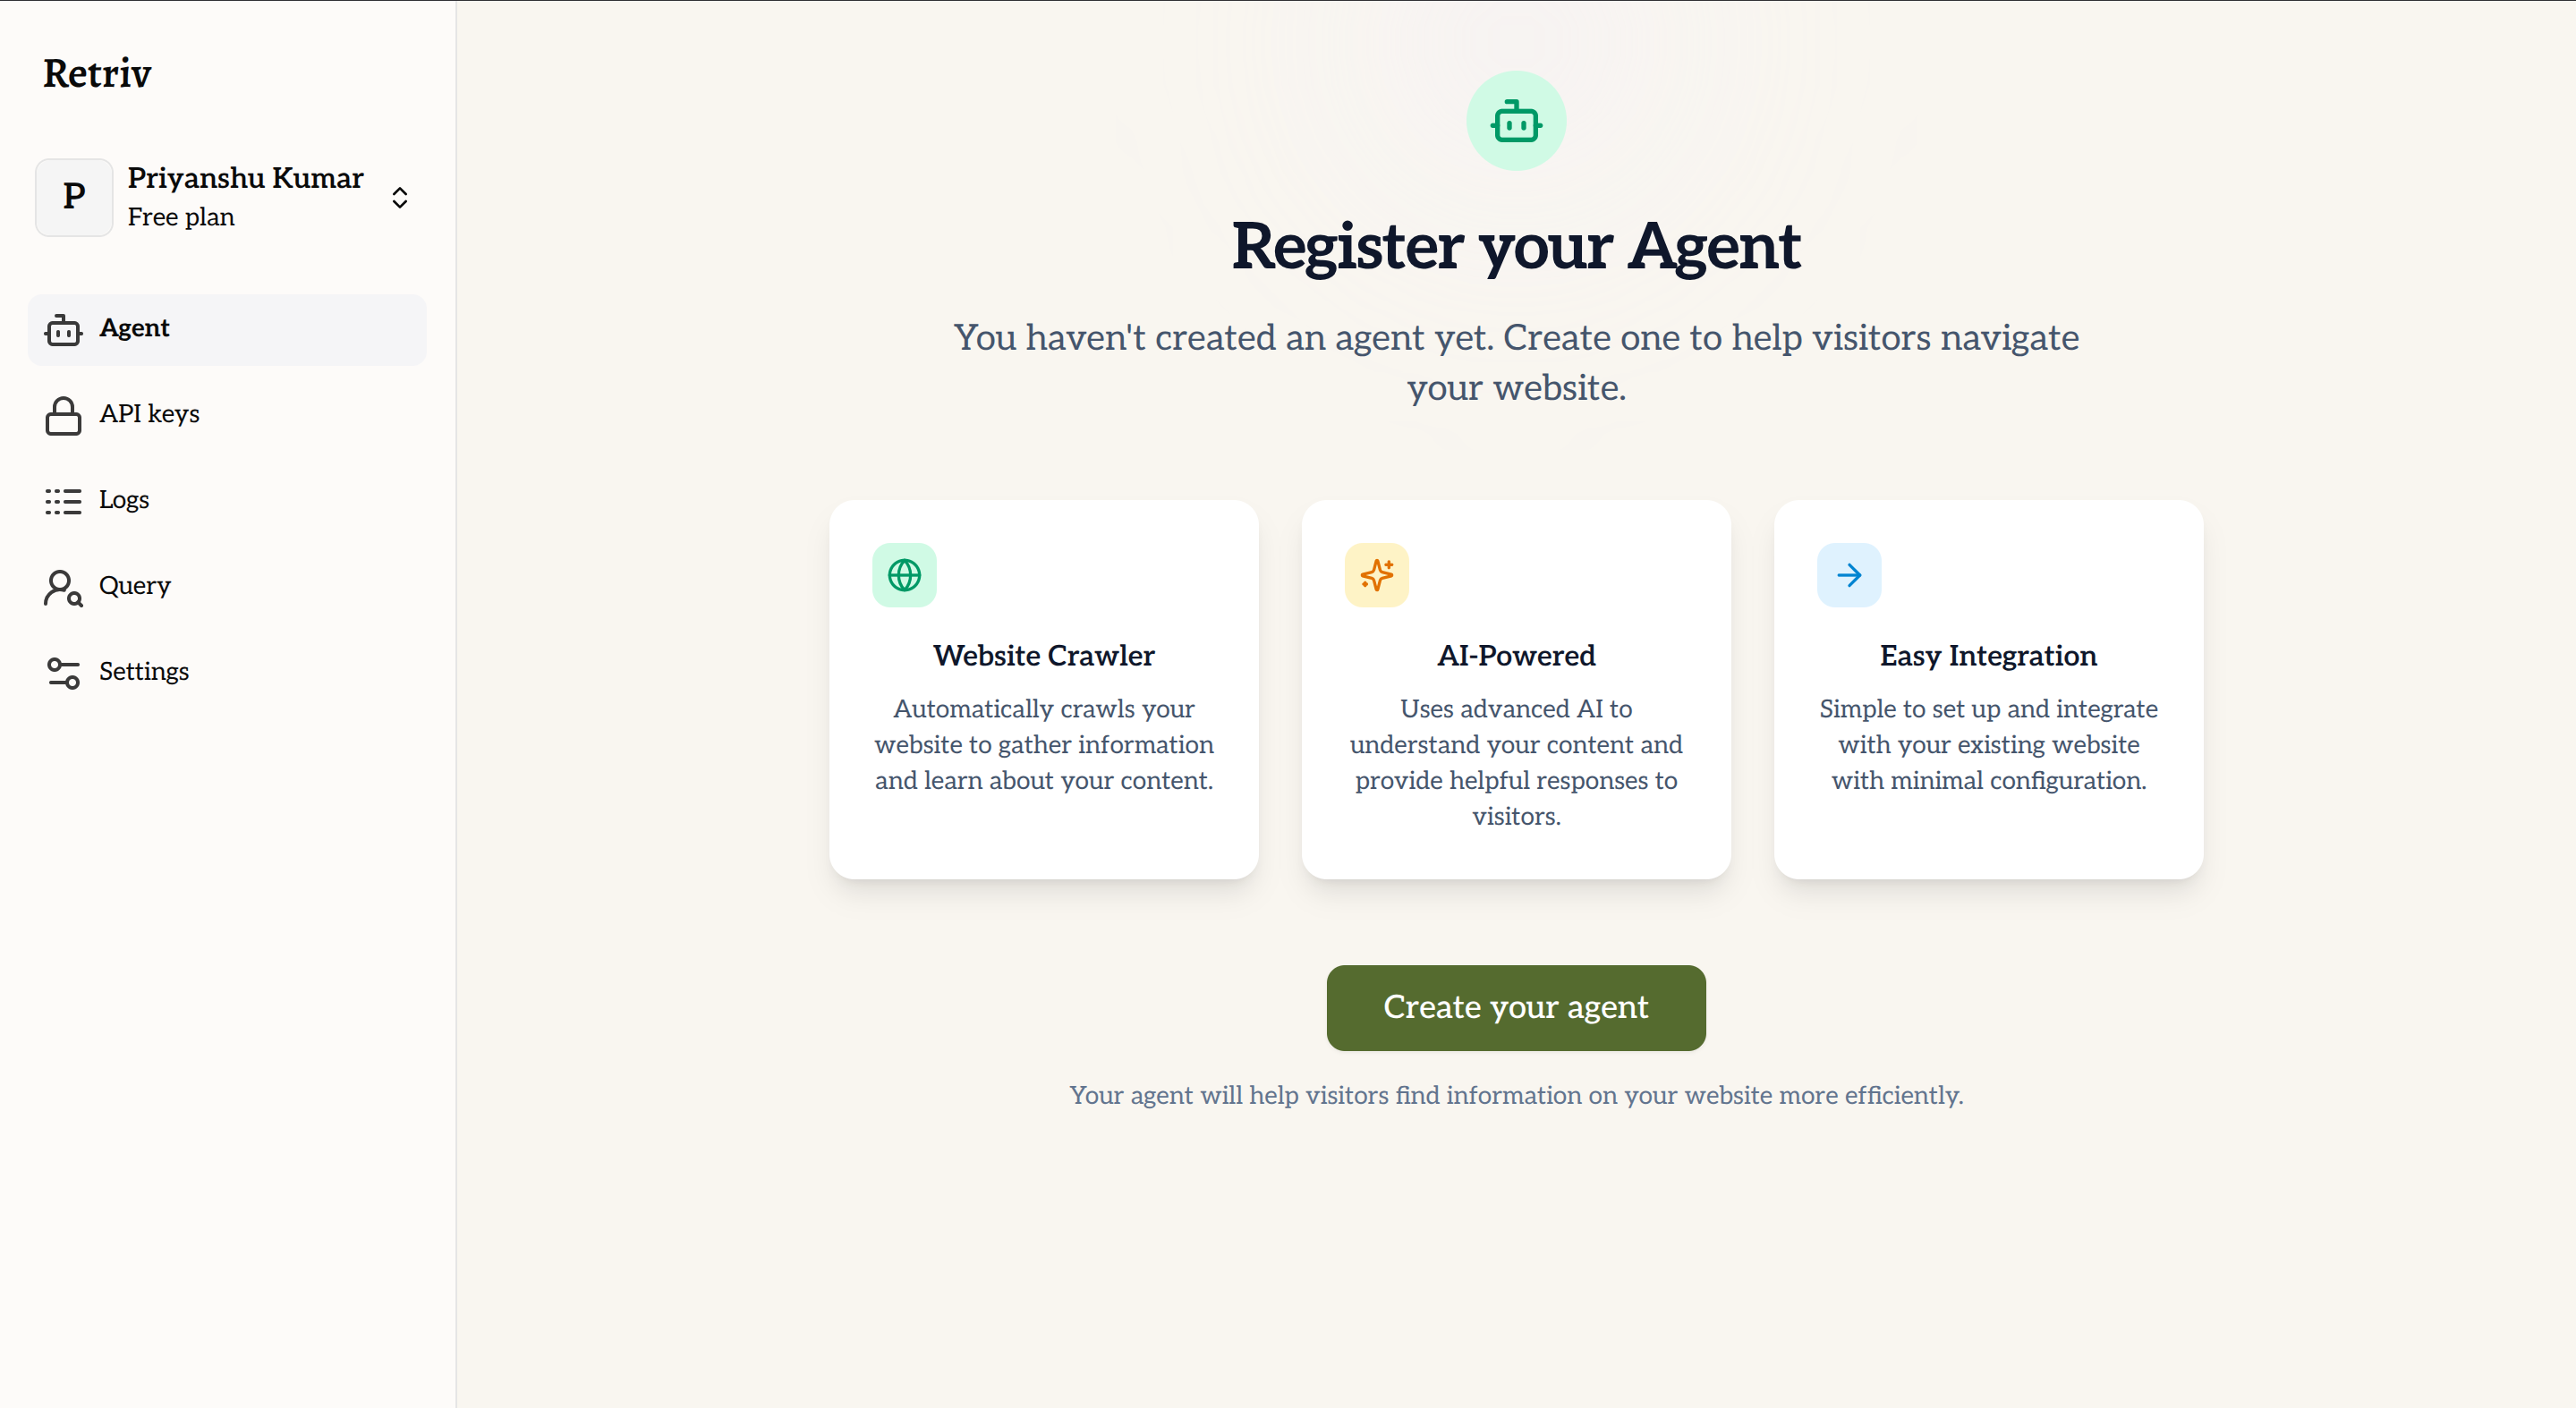 Retriv
P
Priyanshu Kumar
Free plan
Agent
API keys
Logs
Query
Settings
Register your Agent
You haven't created an agent yet. Create one to help visitors navigate
your website.
Website Crawler
Automatically crawls your
website to gather information
and learn about your content.
AI-Powered
Uses advanced AI to
understand your content and
provide helpful responses to
visitors.
Easy Integration
Simple to set up and integrate
with your existing website
with minimal configuration.
Create your agent
Your agent will help visitors find information on your website more efficiently.